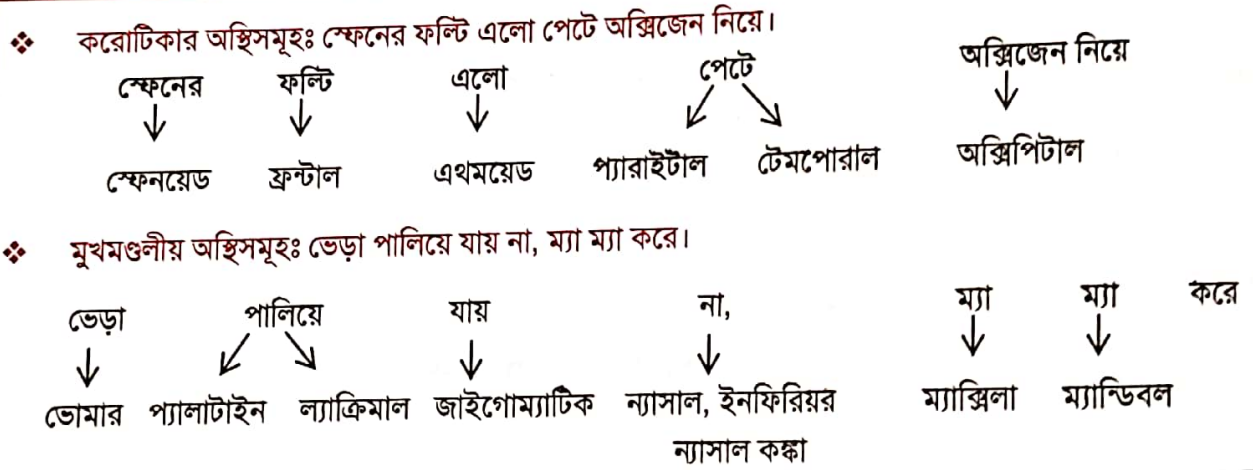 ❖ করোটিকার অস্থিসমূহঃ স্ফেনের ফল্টি এলো পেটে অক্সিজেন নিয়ে।
স্ফেনের ফল্টি এলো পেটে অক্সিজেন নিয়ে
স্ফেনয়েড ফ্রন্টাল এথময়েড প্যারাইটাল টেমপোরাল অক্সিপিটাল
❖ মুখমণ্ডলীয় অস্থিসমূহঃ ভেড়া পালিয়ে যায় না, ম্যা ম্যা করে।
ভেড়া পালিয়ে যায় না, ম্যা ম্যা করে
ভোমার প্যালাটাইন ল্যাক্রিমাল জাইগোম্যাটিক ন্যাসাল, ইনফিরিয়র ম্যাক্সিলা ম্যান্ডিবল
ন্যাসাল কঙ্কা